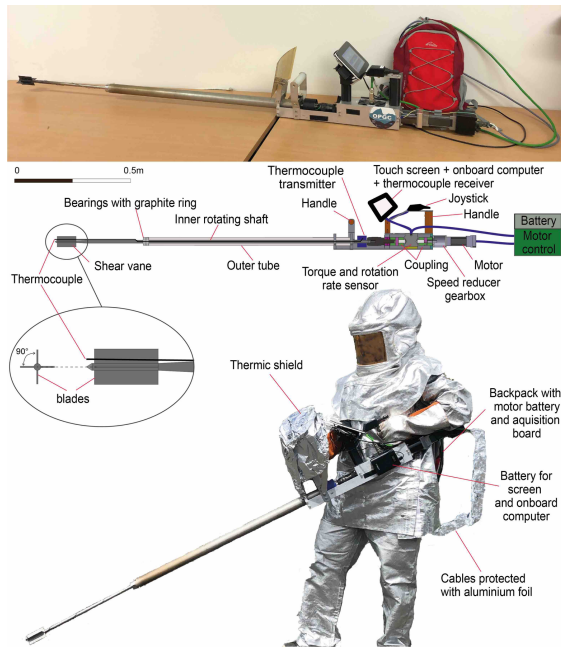 OPGC
0
0.5m
Thermocouple
transmitter
Touch screen + onboard computer
+ thermocouple receiver
Joystick
Bearings with graphite ring
Handle
Handle
Inner rotating shaft
Battery
Motor
control
Shear vane
Outer tube
Coupling
Motor
Thermocouple
Torque and rotation
rate sensor
Speed reducer
gearbox
90°
blades
Thermic shield
Backpack with
motor battery
and aquisition
board
Battery for
screen and
onboard
computer
Cables protected
with aluminium foil